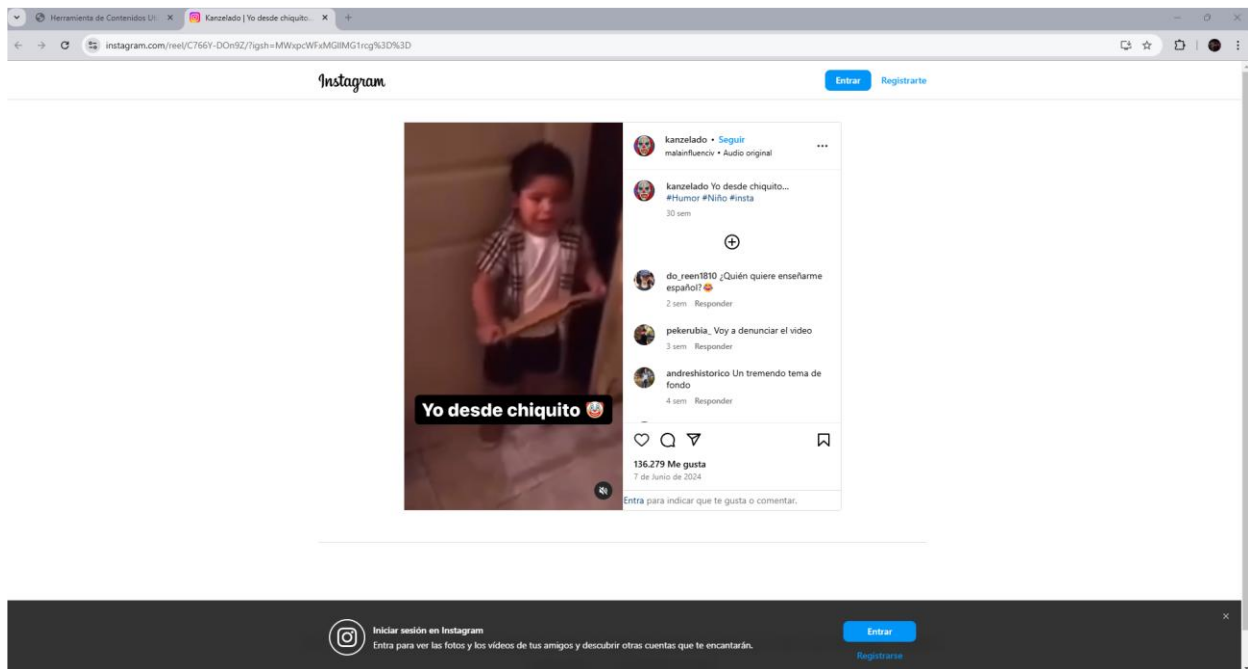 Herramienta de Contenidos U
Kanzelado | Yo desde chiquito...
instagram.com/reel/C766Y-DOn9Z/?igsh=MWxpcWFxMGllMG1rcg%3D%3D
Instagram
Entrar
Registrarte
kanzelado • Seguir
malainfluenciv • Audio original
kanzelado Yo desde chiquito...
#Humor #Niño #insta
30 sem
do_reen1810 ¿Quién quiere enseñarme
español?
2 sem Responder
pekerubia_ Voy a denunciar el video
3 sem Responder
andreshistorico Un tremendo tema de
fondo
4 sem Responder
Yo desde chiquito 🤡
136.279 Me gusta
7 de Junio de 2024
Entra para indicar que te gusta o comentar.
Iniciar sesión en Instagram
Entra para ver las fotos y los vídeos de tus amigos y descubrir otras cuentas que te encantarán.
Entrar
Registrarse